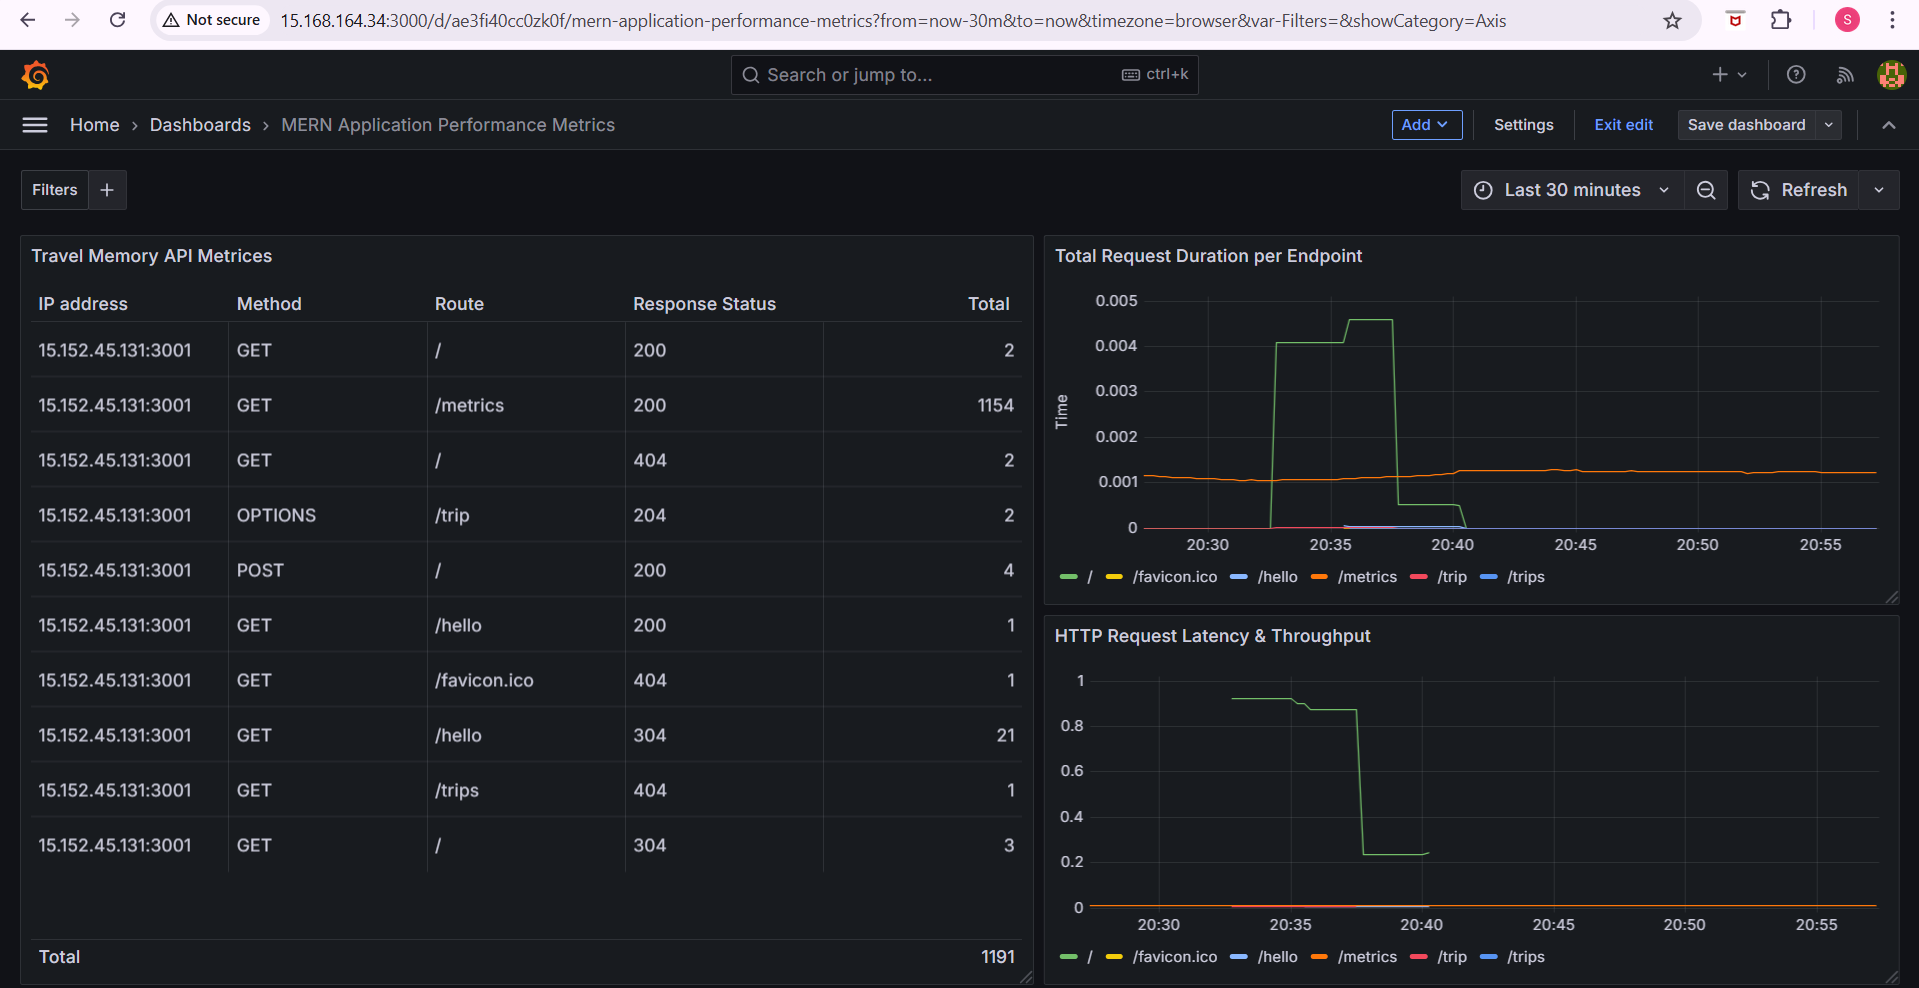 Not secure 15.168.164.34:3000/d/ae3fi40cc0zk0f/mern-application-performance-metrics?from=now-30m&to=now&timezone=browser&var-Filters=&showCategory=Axis S
Search or jump to... ctrl+k
Home › Dashboards › MERN Application Performance Metrics Add Settings Exit edit Save dashboard
Filters + Last 30 minutes Refresh
Travel Memory API Metrices
IP address Method Route Response Status Total
15.152.45.131:3001 GET / 200 2
15.152.45.131:3001 GET /metrics 200 1154
15.152.45.131:3001 GET / 404 2
15.152.45.131:3001 OPTIONS /trip 204 2
15.152.45.131:3001 POST / 200 4
15.152.45.131:3001 GET /hello 200 1
15.152.45.131:3001 GET /favicon.ico 404 1
15.152.45.131:3001 GET /hello 304 21
15.152.45.131:3001 GET /trips 404 1
15.152.45.131:3001 GET / 304 3
Total 1191
Total Request Duration per Endpoint
Time
0.005
0.004
0.003
0.002
0.001
0
20:30 20:35 20:40 20:45 20:50 20:55
/ /favicon.ico /hello /metrics /trip /trips
HTTP Request Latency & Throughput
1
0.8
0.6
0.4
0.2
0
20:30 20:35 20:40 20:45 20:50 20:55
/ /favicon.ico /hello /metrics /trip /trips